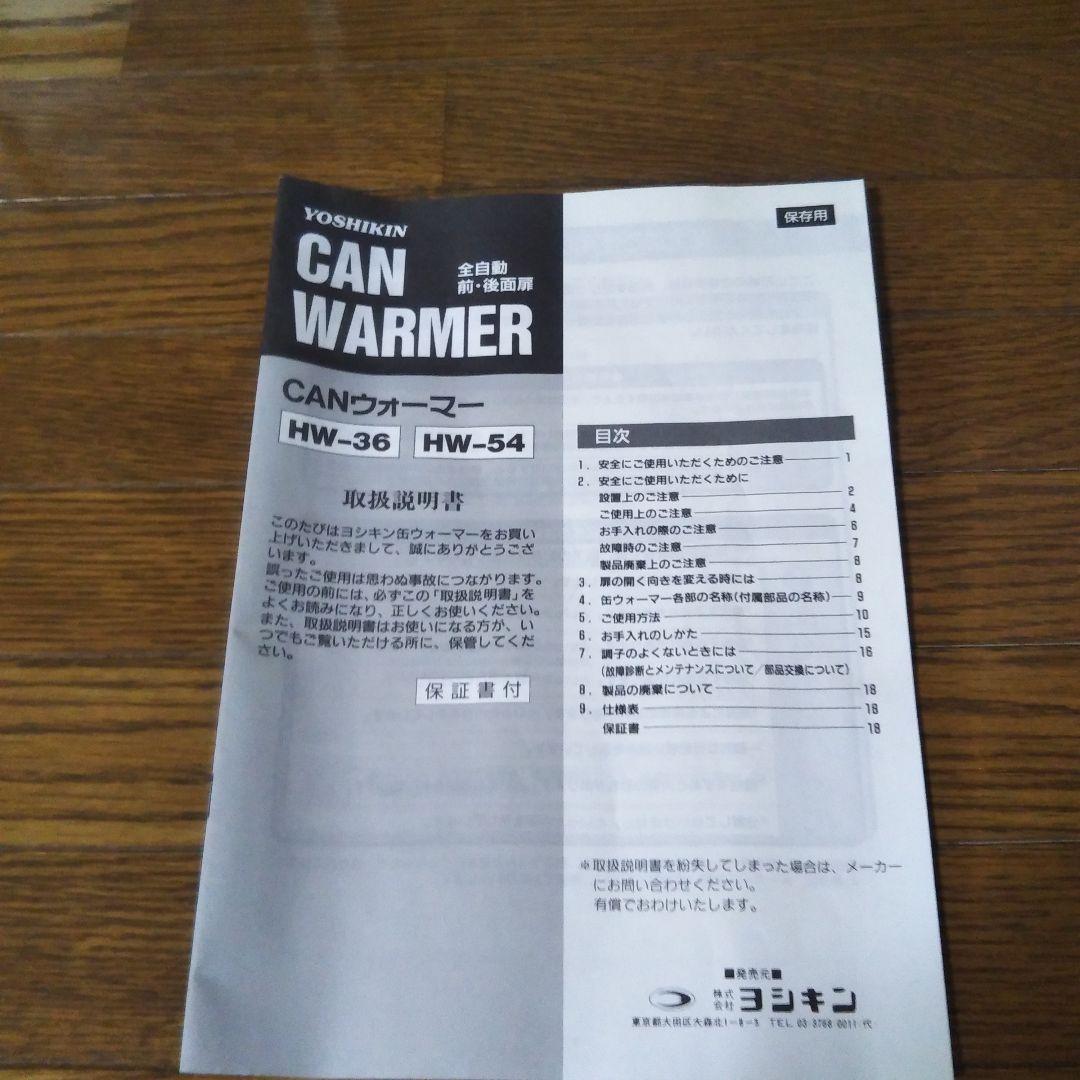 YOSHIKIN
CAN
WARMER
全自動
前・後面扉
CANウォーマー
HW-36 HW-54
取扱説明書
このたびはヨシキン缶ウォーマーをお買い
上げいただきまして、誠にありがとうござ
います。
誤ったご使用は思わぬ事故につながります。
ご使用の前には、必ずこの「取扱説明書」を
よくお読みになり、正しくお使いください。
また、取扱説明書はお使いになる方が、い
つでもご覧いただける所に、保管してくだ
さい。
保証書付
保存用
目次
1. 安全にご使用いただくためのご注意 1
2. 安全にご使用いただくために
設置上のご注意 2
ご使用上のご注意 4
お手入れの際のご注意 6
故障時のご注意 7
製品廃棄上のご注意 8
3. 扉の開く向きを変える時には 8
4. 缶ウォーマー各部の名称(付属部品の名称) 9
5. ご使用方法 10
6. お手入れのしかた 15
7. 調子のよくないときには 16
(故障診断とメンテナンスについて/部品交換について)
8. 製品の廃棄について 18
9. 仕様表 18
保証書 19
※取扱説明書を紛失してしまった場合は、メーカー
にお問い合わせください。
有償でおわけいたします。
■発売元■
株式会社 ヨシキン
東京都大田区大森北1-9-5 TEL 03 3768 0011 代